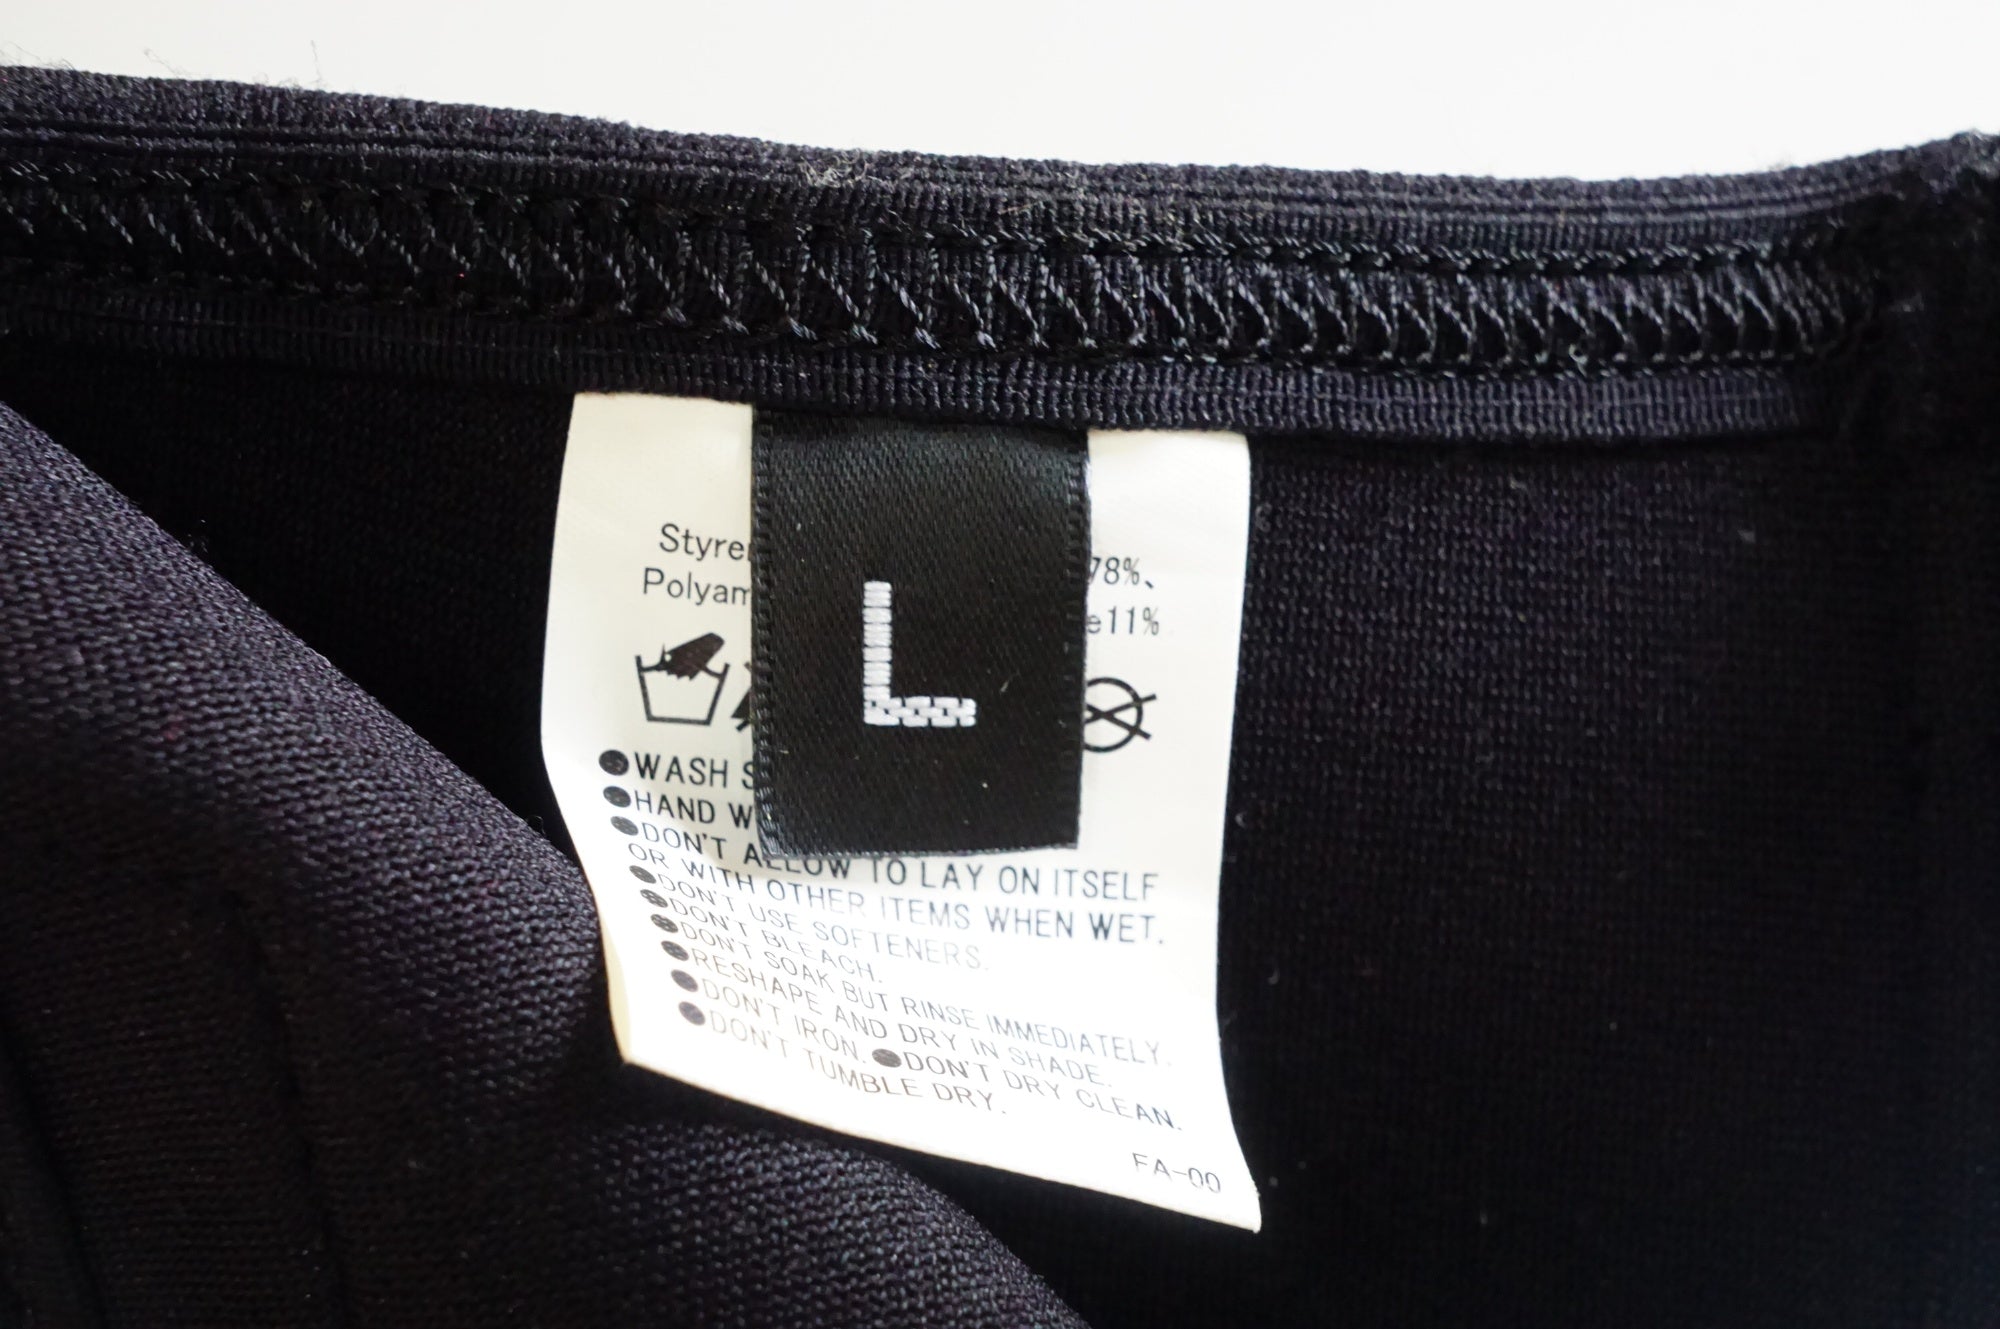 78%、
e11%
L
●WASH
●HAND W
●DON'T ALLOW TO LAY ON ITSELF
OR WITH OTHER ITEMS WHEN WET.
●DON'T USE SOFTENERS.
●DON'T BLEACH.
●DON'T SOAK BUT RINSE IMMEDIATELY.
●RESHAPE AND DRY IN SHADE.
●DON'T IRON. ●DON'T DRY CLEAN.
●DON'T TUMBLE DRY.
FA-00